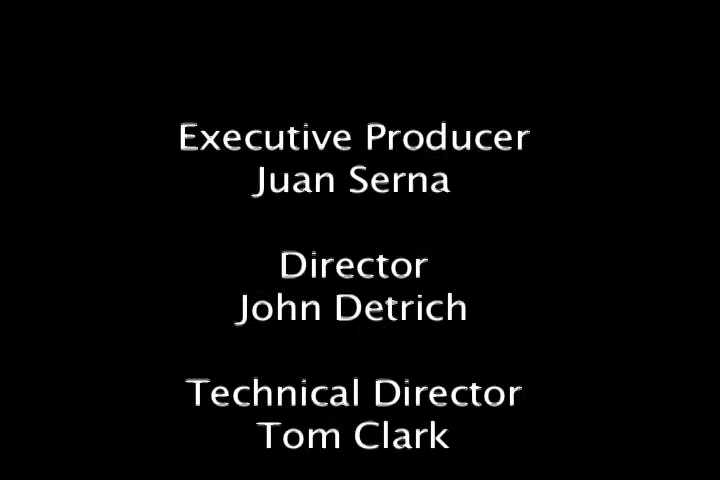 Executive Producer
Juan Serna
Director
John Detrich
Technical Director
Tom Clark